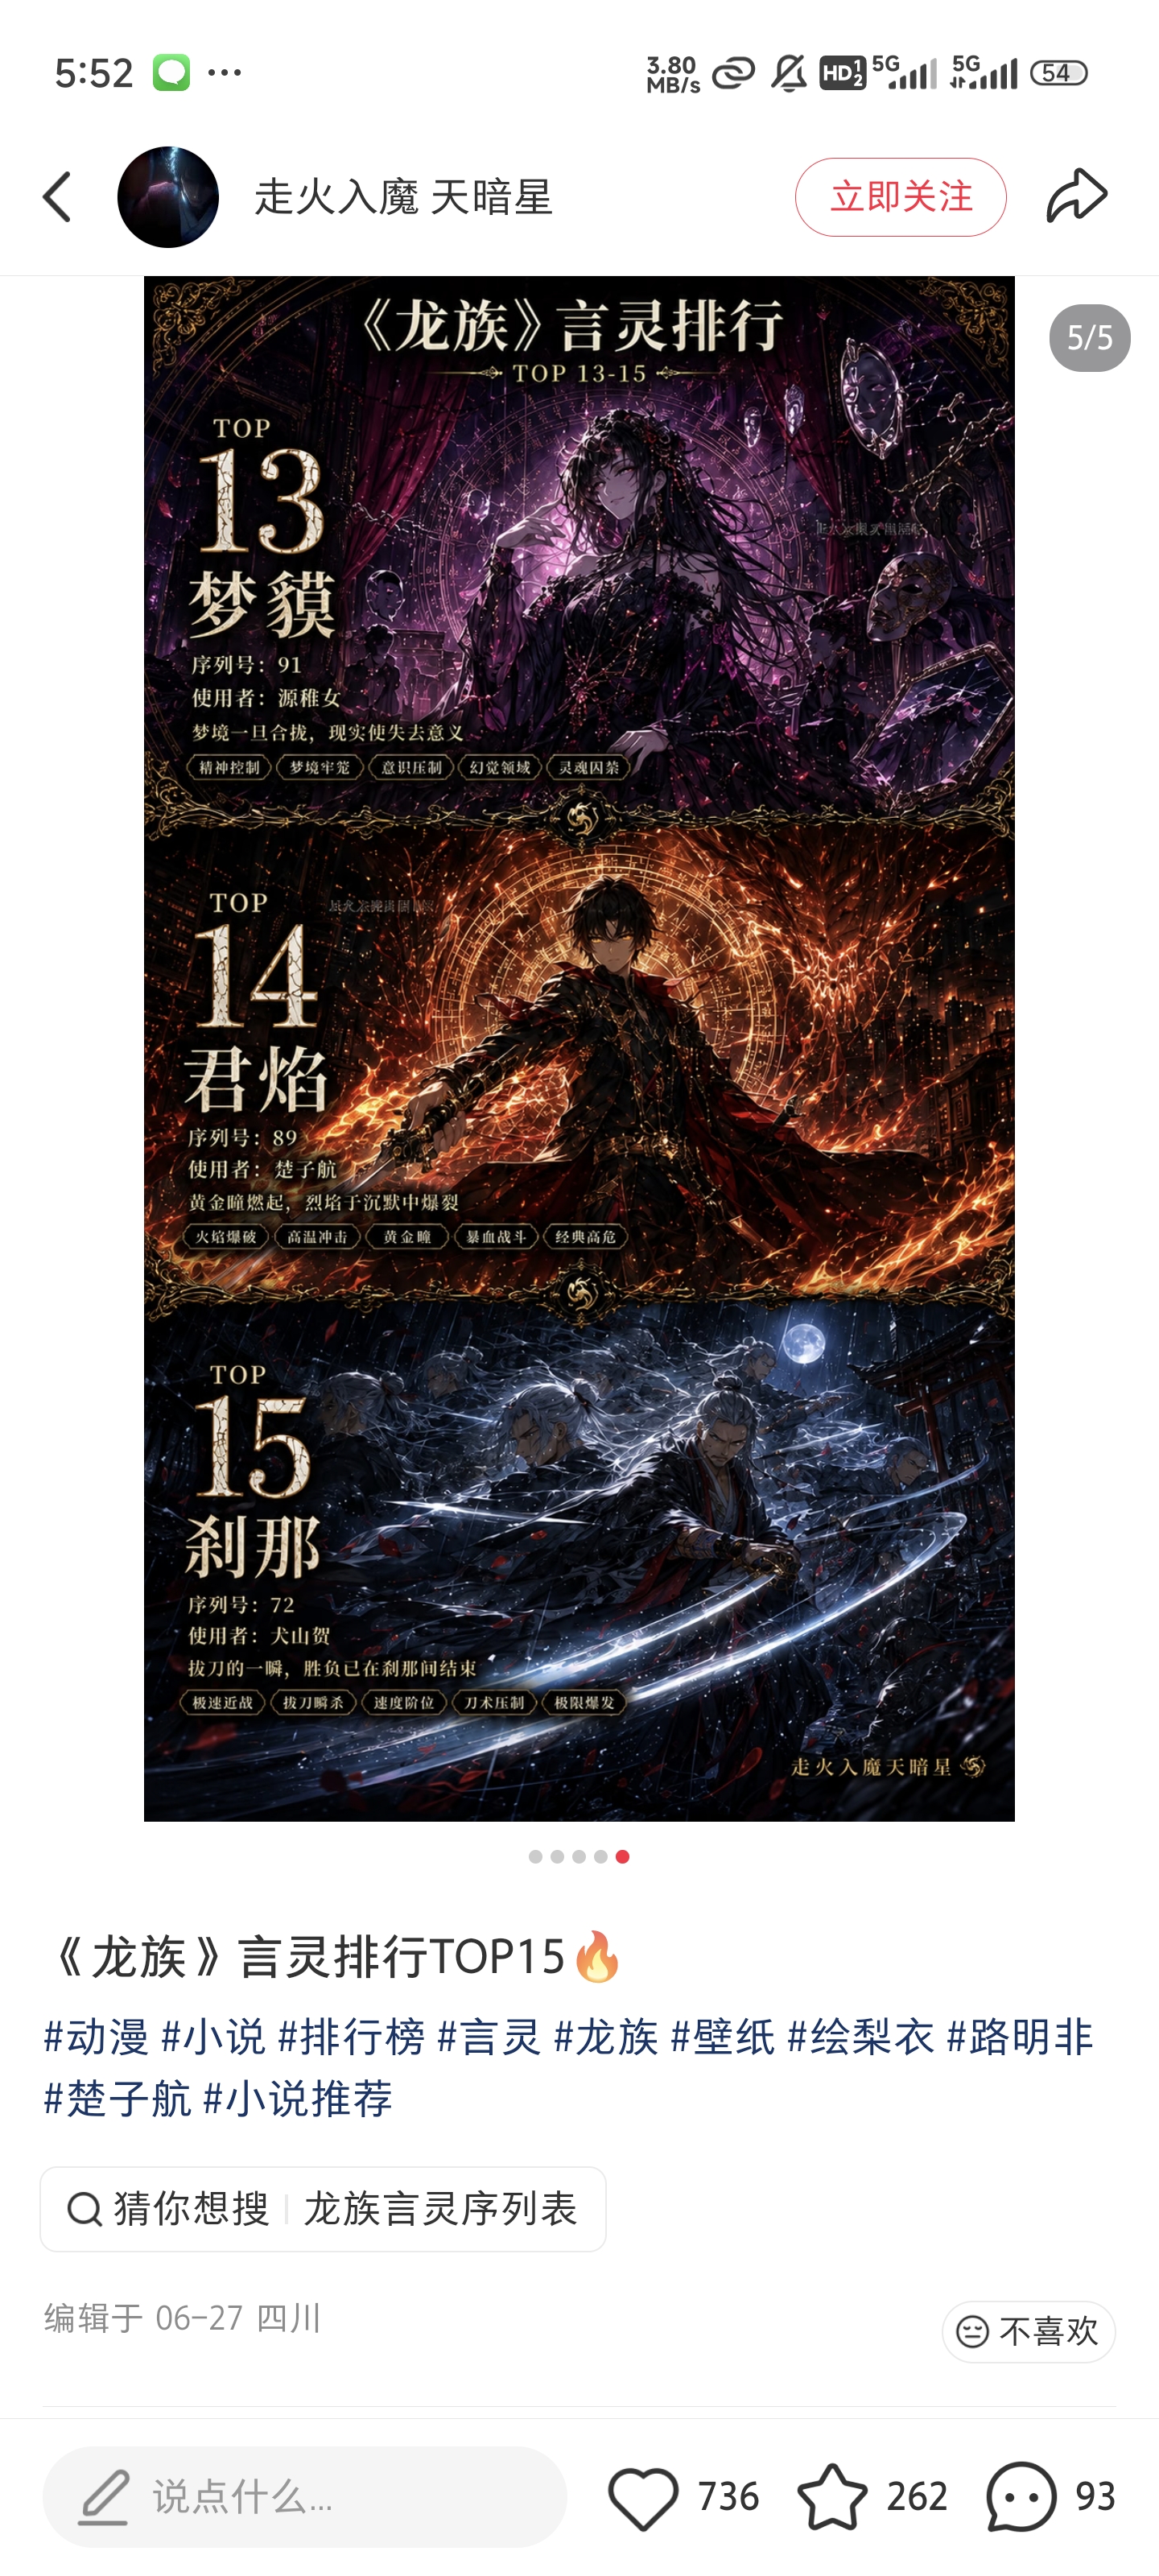 5:52 ...
3.80 MB/s HD 1 2 5G 5G 54
走火入魔 天暗星
立即关注
5/5
《龙族》言灵排行
TOP 13-15
TOP
13
梦貘
序列号：91
使用者：源稚女
梦境一旦合拢，现实便失去意义
精神控制 梦境牢笼 意识压制 幻觉领域 灵魂囚禁
TOP
14
君焰
序列号：89
使用者：楚子航
黄金瞳燃起，烈焰于沉默中爆裂
火焰爆破 高温冲击 黄金瞳 暴血战斗 经典高危
TOP
15
刹那
序列号：72
使用者：犬山贺
拔刀的一瞬，胜负已在刹那间结束
极速近战 拔刀瞬杀 速度阶位 刀术压制 极限爆发
走火入魔天暗星
《龙族》言灵排行TOP15🔥
#动漫 #小说 #排行榜 #言灵 #龙族 #壁纸 #绘梨衣 #路明非
#楚子航 #小说推荐
猜你想搜 | 龙族言灵序列表
编辑于 06-27 四川
不喜欢
说点什么...
736 262 93